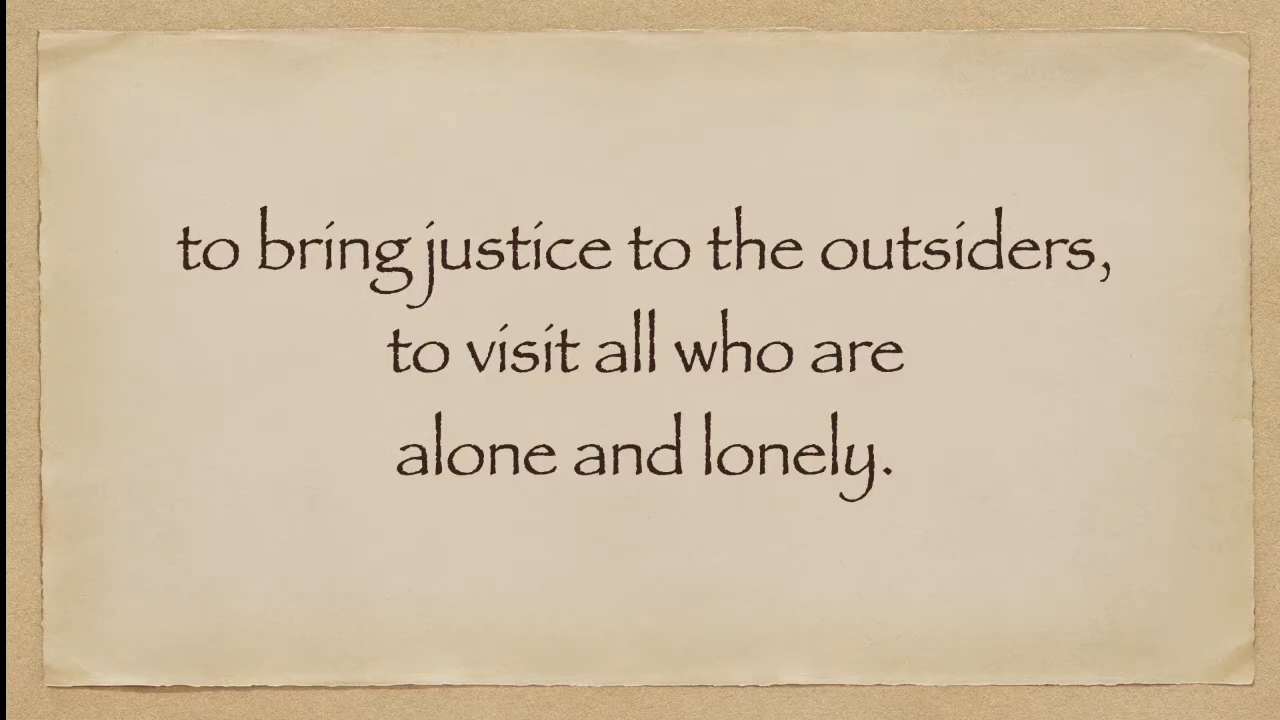 to bring justice to the outsiders,
to visit all who are
alone and lonely.